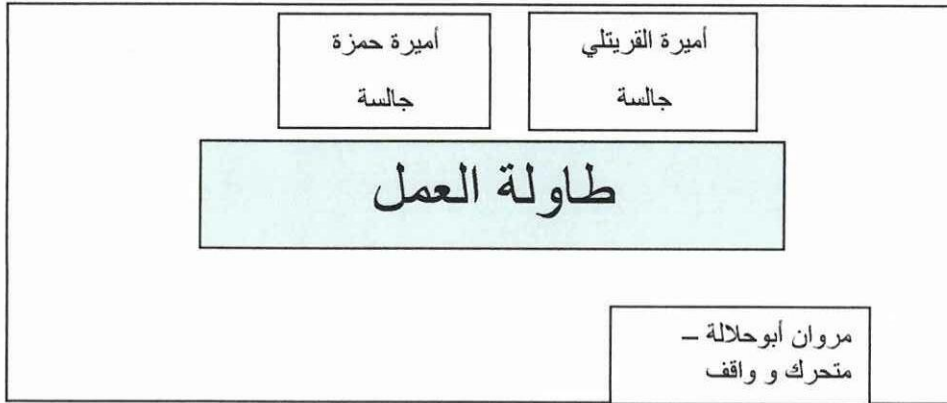 أميرة القريتلي
جالسة
أميرة حمزة
جالسة
طاولة العمل
مروان أبوحلالة –
متحرك و واقف